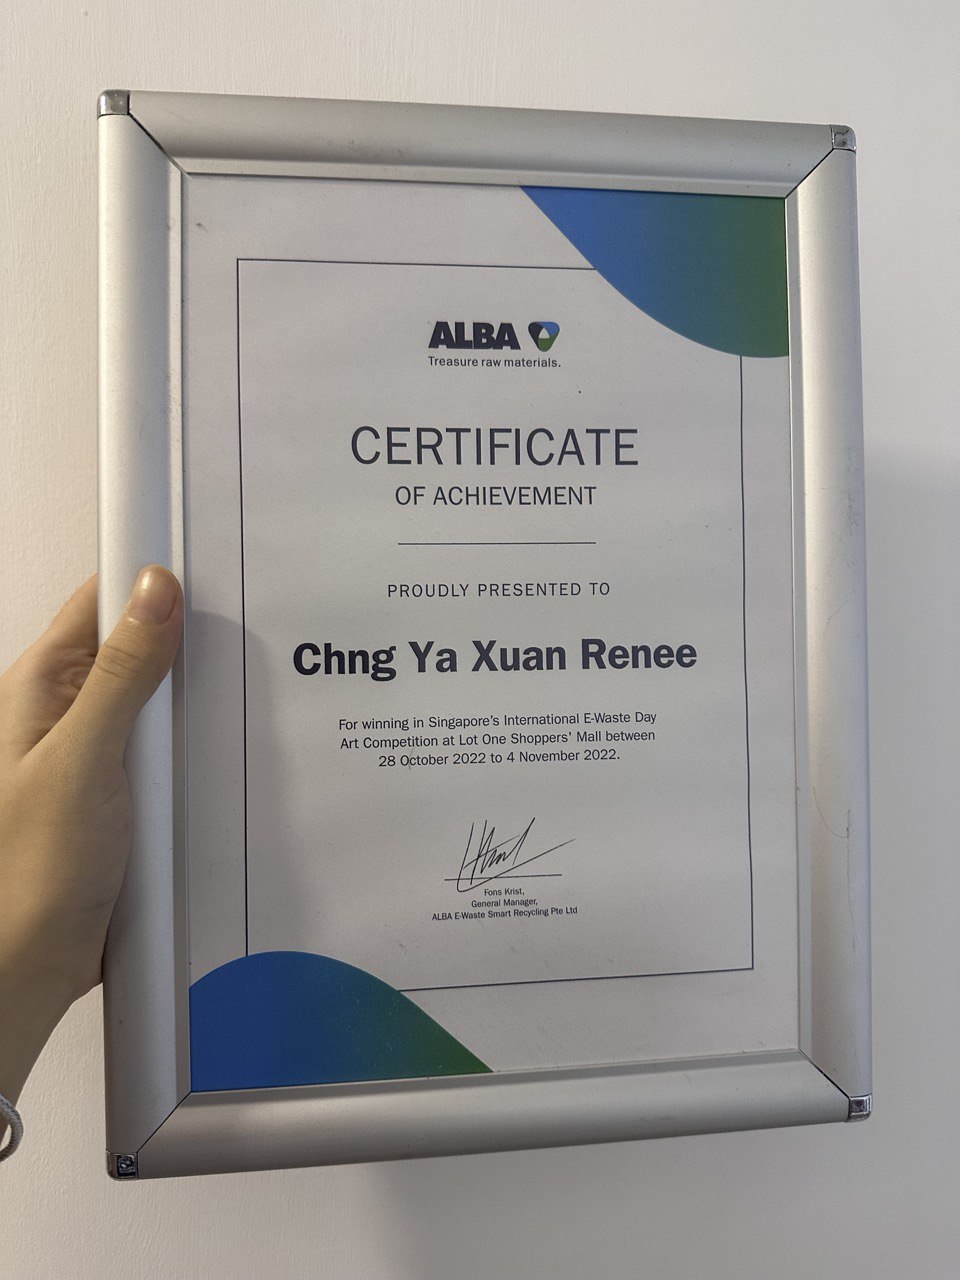 ALBA
Treasure raw materials.
CERTIFICATE
OF ACHIEVEMENT
PROUDLY PRESENTED TO
Chng Ya Xuan Renee
For winning in Singapore's International E-Waste Day
Art Competition at Lot One Shoppers' Mall between
28 October 2022 to 4 November 2022.
Fons Krist,
General Manager,
ALBA E-Waste Smart Recycling Pte Ltd